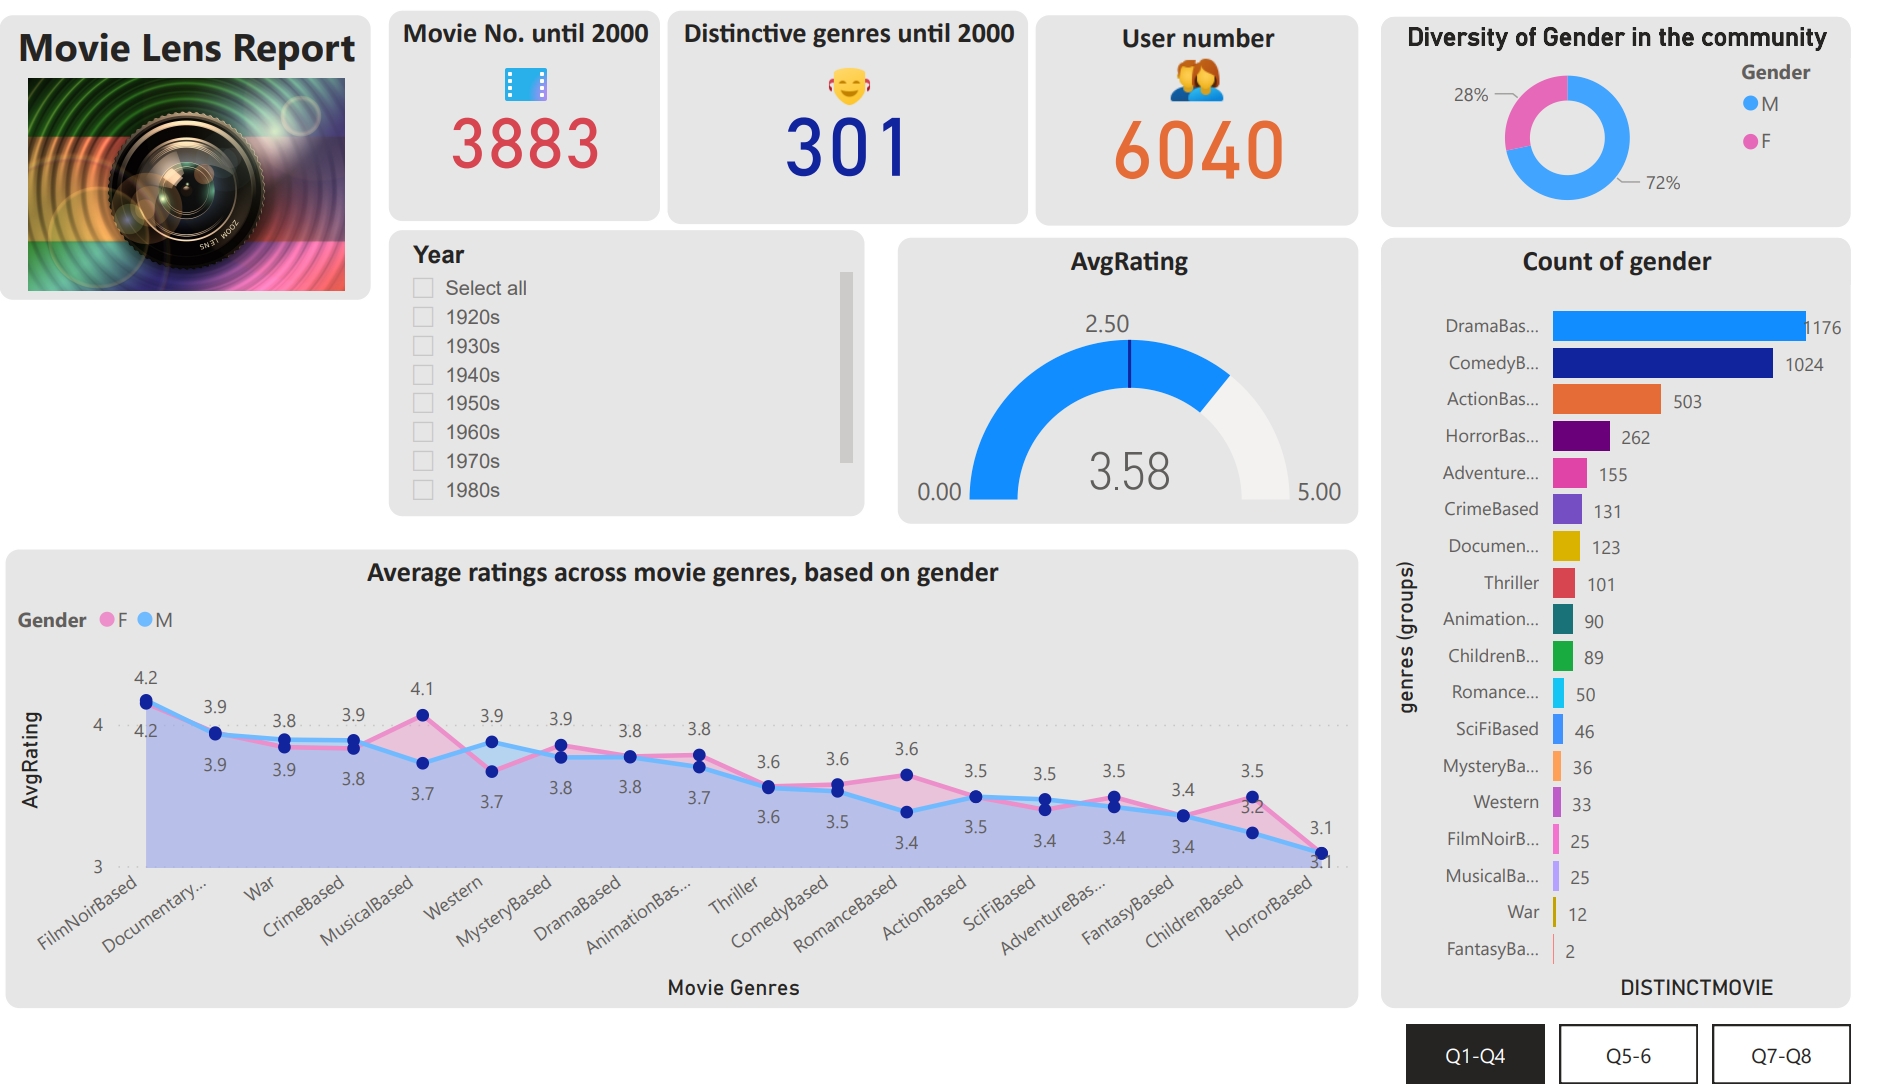 Movie Lens Report
ZOOM LENS
Movie No. until 2000
3883
Distinctive genres until 2000
301
User number
6040
Diversity of Gender in the community
Gender
M
F
28%
72%
Year
Select all
1920s
1930s
1940s
1950s
1960s
1970s
1980s
AvgRating
2.50
3.58
0.00
5.00
Count of gender
genres (groups)
DramaBas... 1176
ComedyB... 1024
ActionBas... 503
HorrorBas... 262
Adventure... 155
CrimeBased 131
Documen... 123
Thriller 101
Animation... 90
ChildrenB... 89
Romance... 50
SciFiBased 46
MysteryBa... 36
Western 33
FilmNoirB... 25
MusicalBa... 25
War 12
FantasyBa... 2
DISTINCTMOVIE
Average ratings across movie genres, based on gender
Gender F M
AvgRating
4
3
4.2 3.9 3.8 3.9 4.1 3.9 3.9 3.8 3.8 3.6 3.6 3.6 3.5 3.5 3.5 3.4 3.5 3.1
4.2 3.9 3.9 3.8 3.7 3.7 3.8 3.8 3.7 3.6 3.5 3.4 3.5 3.4 3.4 3.4 3.2 3.1
FilmNoirBased
Documentary...
War
CrimeBased
MusicalBased
Western
MysteryBased
DramaBased
AnimationBas...
Thriller
ComedyBased
RomanceBased
ActionBased
SciFiBased
AdventureBas...
FantasyBased
ChildrenBased
HorrorBased
Movie Genres
Q1-Q4
Q5-6
Q7-Q8